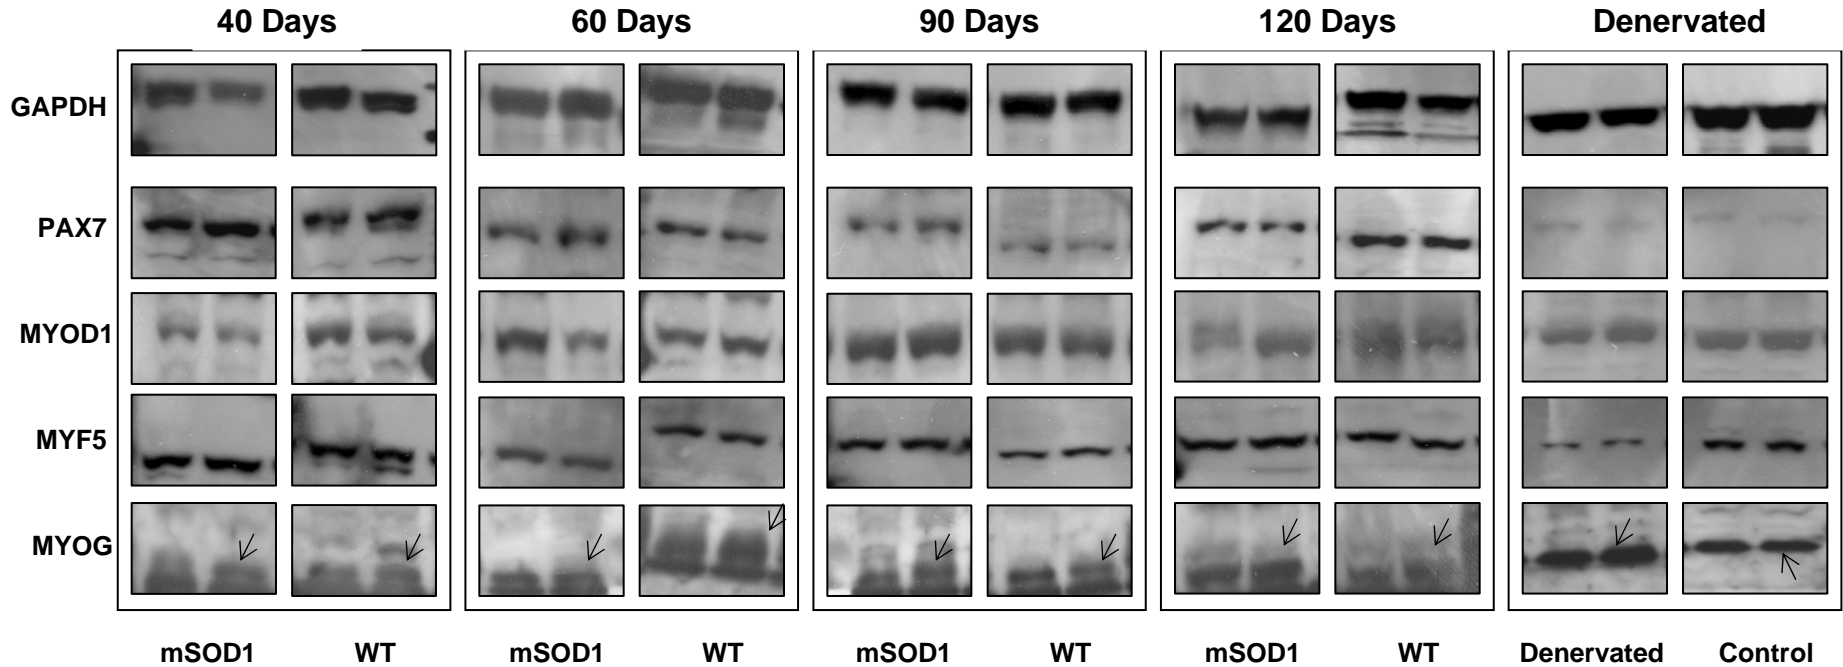 40 Days 60 Days 90 Days 120 Days Denervated
GAPDH
PAX7
MYOD1
MYF5
MYOG
mSOD1 WT mSOD1 WT mSOD1 WT mSOD1 WT Denervated Control